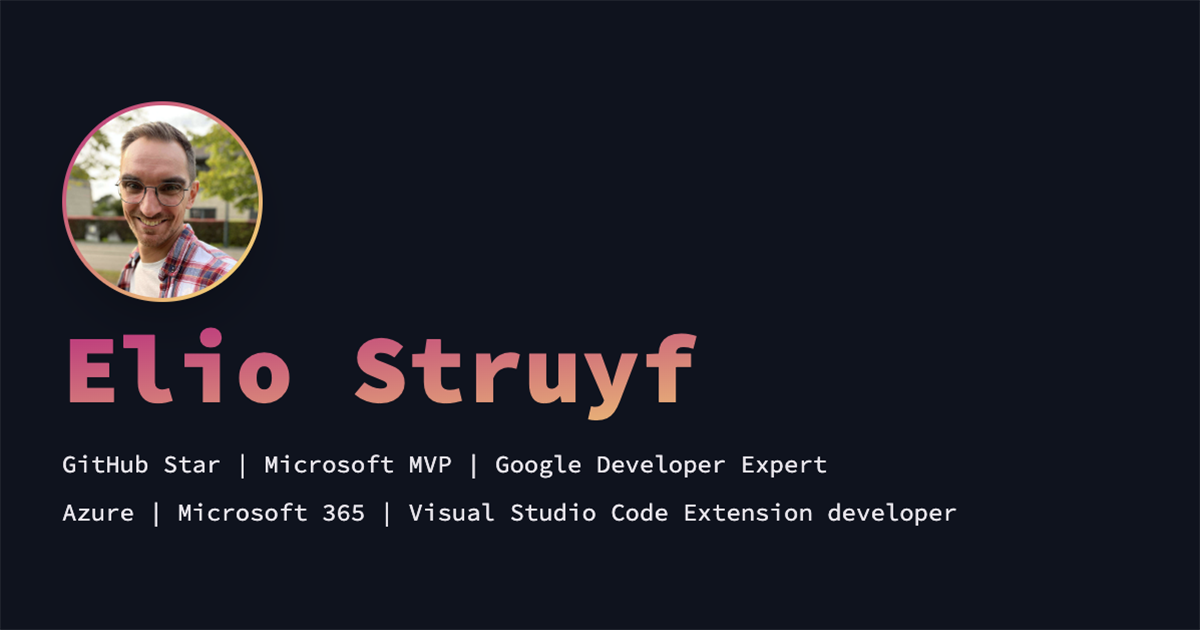 Elio Struyf
GitHub Star | Microsoft MVP | Google Developer Expert
Azure | Microsoft 365 | Visual Studio Code Extension developer